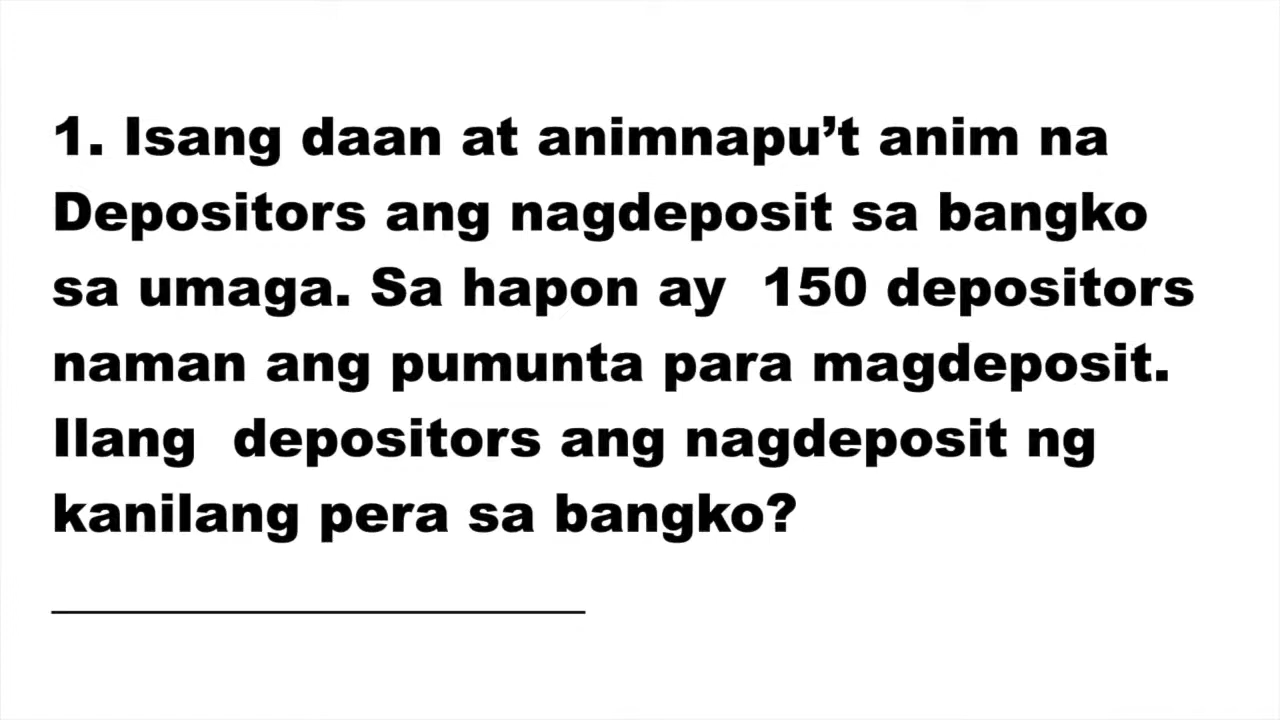 1. Isang daan at animnapu’t anim na
Depositors ang nagdeposit sa bangko
sa umaga. Sa hapon ay  150 depositors
naman ang pumunta para magdeposit.
Ilang  depositors ang nagdeposit ng
kanilang pera sa bangko?